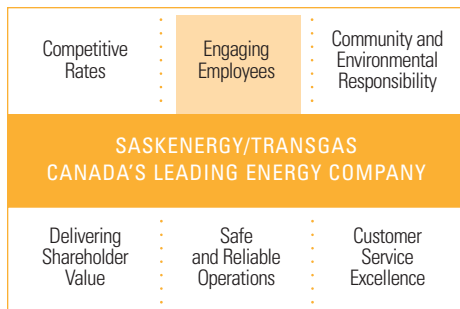 Competitive
Rates
Engaging
Employees
Community and
Environmental
Responsibility
SASKENERGY/TRANSGAS
CANADA'S LEADING ENERGY COMPANY
Delivering
Shareholder
Value
Safe
and Reliable
Operations
Customer
Service
Excellence